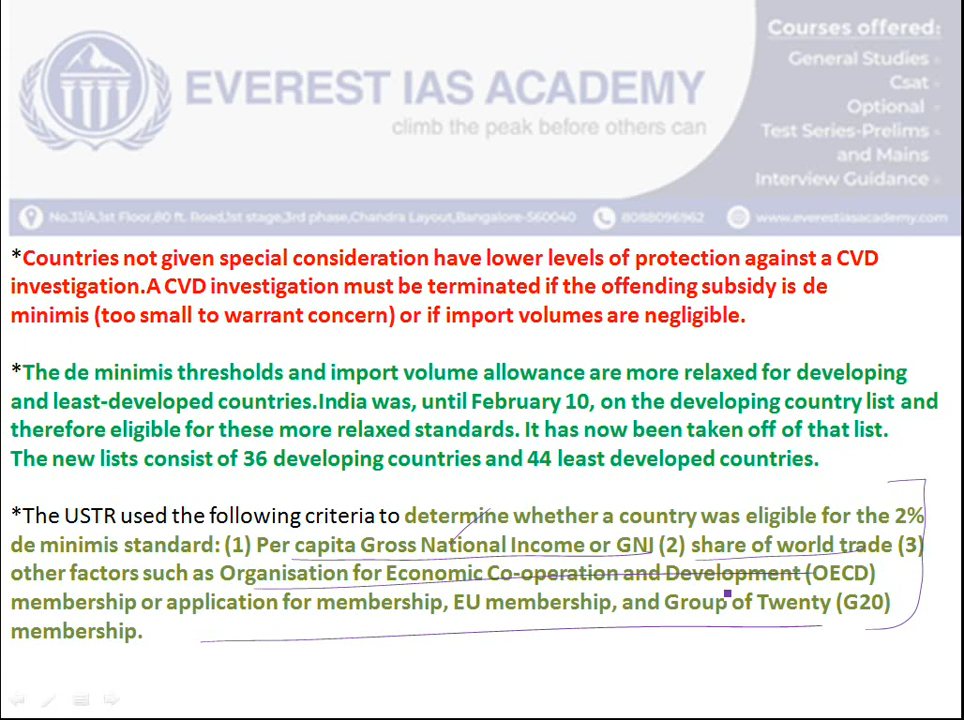 Courses offered:
General Studies
Csat
EVEREST IAS ACADEMY
Optional
climb the peak before others can
Test Series-Prelims
and Mains
Interview Guidance
No.31/A,1st Floor,80 ft. Road,1st stage,3rd phase,Chandra Layout,Bangalore-560040
8088096962
www.everestiasacademy.com
*Countries not given special consideration have lower levels of protection against a CVD
investigation.A CVD investigation must be terminated if the offending subsidy is de
minimis (too small to warrant concern) or if import volumes are negligible.
*The de minimis thresholds and import volume allowance are more relaxed for developing
and least-developed countries.India was, until February 10, on the developing country list and
therefore eligible for these more relaxed standards. It has now been taken off of that list.
The new lists consist of 36 developing countries and 44 least developed countries.
*The USTR used the following criteria to determine whether a country was eligible for the 2%
de minimis standard: (1) Per capita Gross National Income or GNI (2) share of world trade (3)
other factors such as Organisation for Economic Co-operation and Development (OECD)
membership or application for membership, EU membership, and Group of Twenty (G20)
membership.